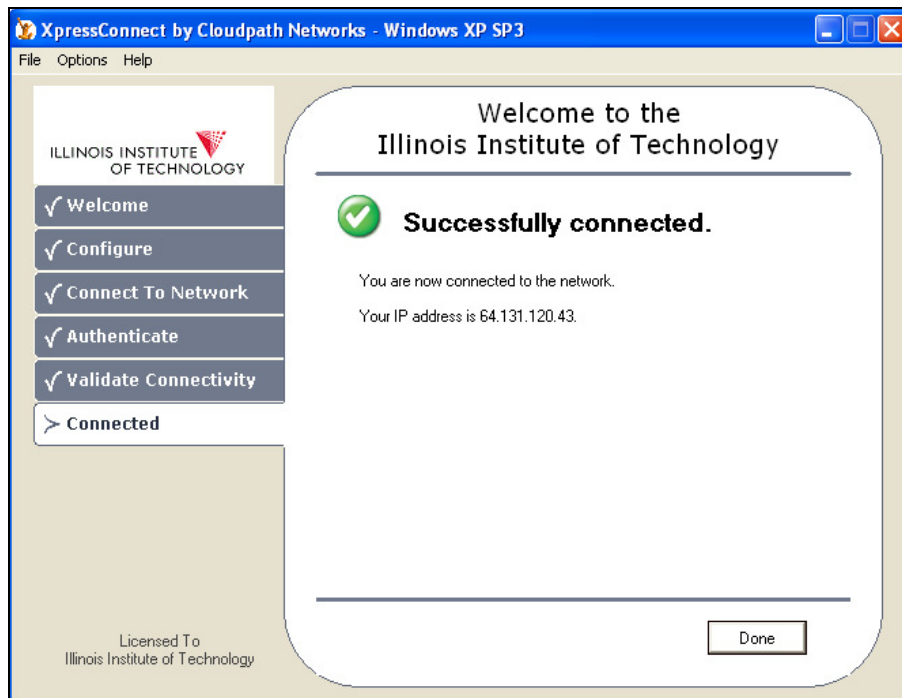 XpressConnect by Cloudpath Networks - Windows XP SP3
File Options Help
ILLINOIS INSTITUTE
OF TECHNOLOGY
Welcome
Configure
Connect To Network
Authenticate
Validate Connectivity
Connected
Licensed To
Illinois Institute of Technology
Welcome to the
Illinois Institute of Technology
Successfully connected.
You are now connected to the network.
Your IP address is 64.131.120.43.
Done